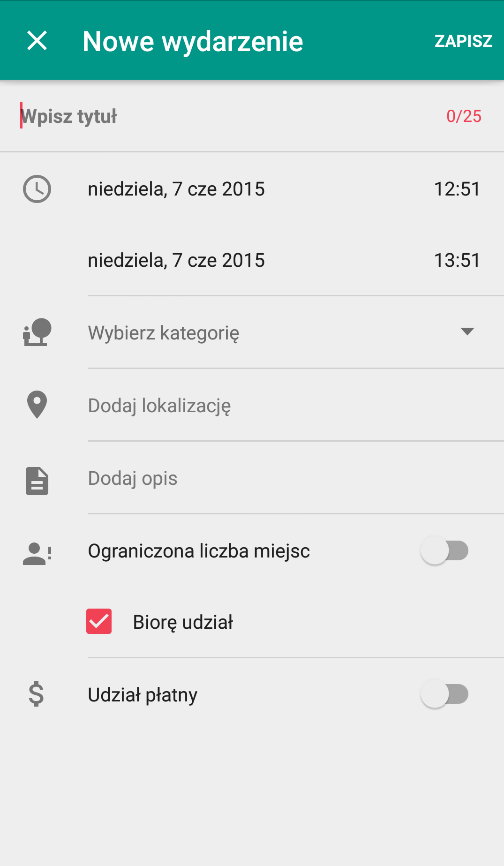 Nowe wydarzenie ZAPISZ
Wpisz tytuł 0/25
niedziela, 7 cze 2015 12:51
niedziela, 7 cze 2015 13:51
Wybierz kategorię
Dodaj lokalizację
Dodaj opis
Ograniczona liczba miejsc
Biorę udział
Udział płatny